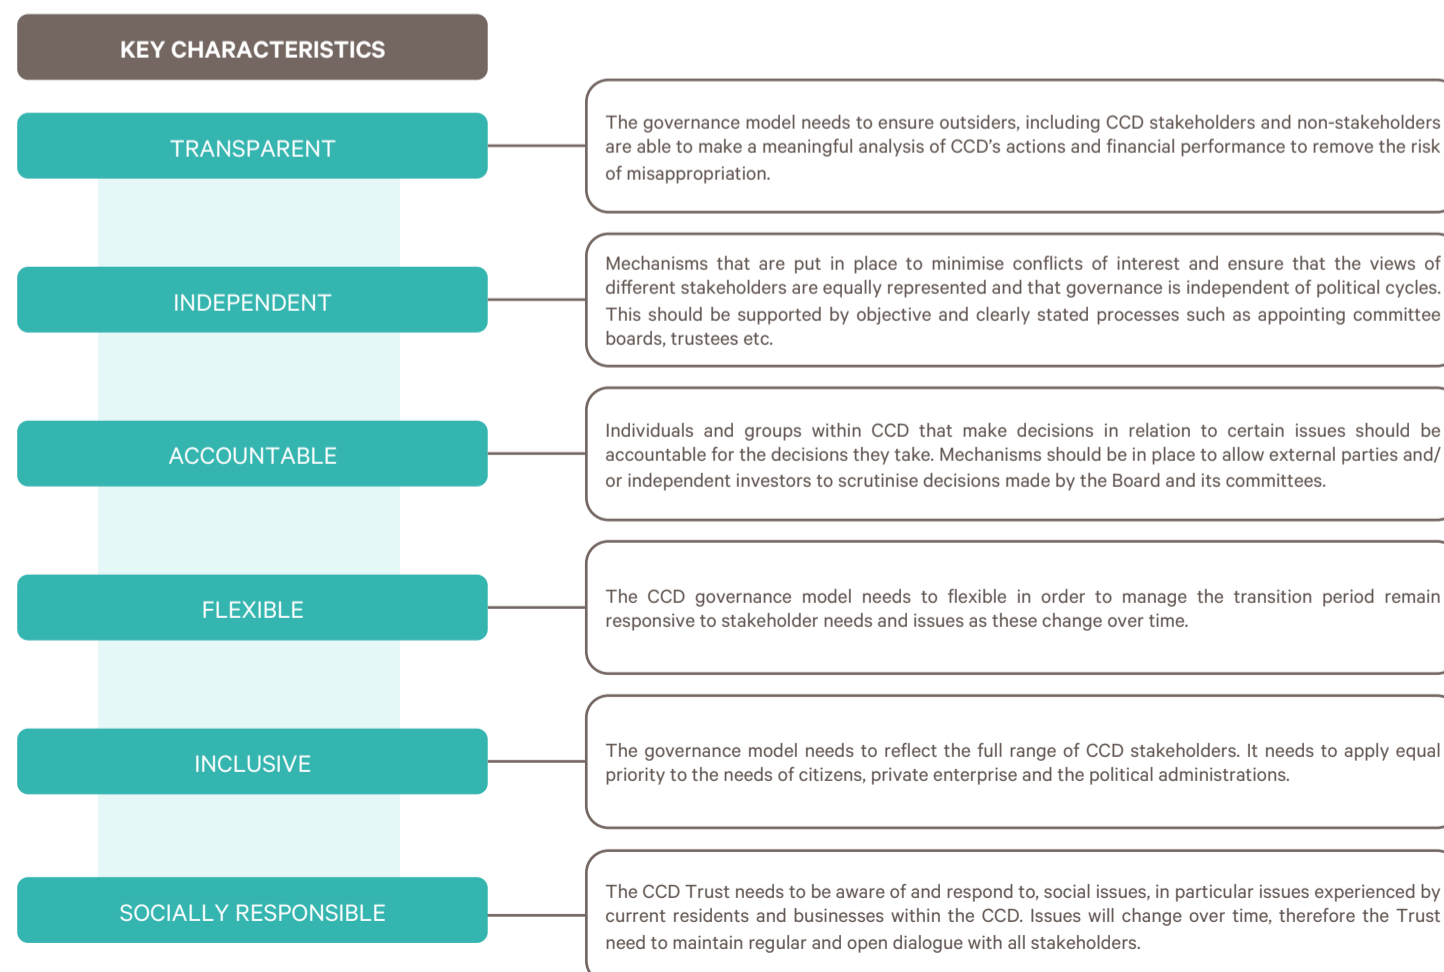 KEY CHARACTERISTICS
TRANSPARENT
The governance model needs to ensure outsiders, including CCD stakeholders and non-stakeholders
are able to make a meaningful analysis of CCD’s actions and financial performance to remove the risk
of misappropriation.
INDEPENDENT
Mechanisms that are put in place to minimise conflicts of interest and ensure that the views of
different stakeholders are equally represented and that governance is independent of political cycles.
This should be supported by objective and clearly stated processes such as appointing committee
boards, trustees etc.
ACCOUNTABLE
Individuals and groups within CCD that make decisions in relation to certain issues should be
accountable for the decisions they take. Mechanisms should be in place to allow external parties and/
or independent investors to scrutinise decisions made by the Board and its committees.
FLEXIBLE
The CCD governance model needs to flexible in order to manage the transition period remain
responsive to stakeholder needs and issues as these change over time.
INCLUSIVE
The governance model needs to reflect the full range of CCD stakeholders. It needs to apply equal
priority to the needs of citizens, private enterprise and the political administrations.
SOCIALLY RESPONSIBLE
The CCD Trust needs to be aware of and respond to, social issues, in particular issues experienced by
current residents and businesses within the CCD. Issues will change over time, therefore the Trust
need to maintain regular and open dialogue with all stakeholders.